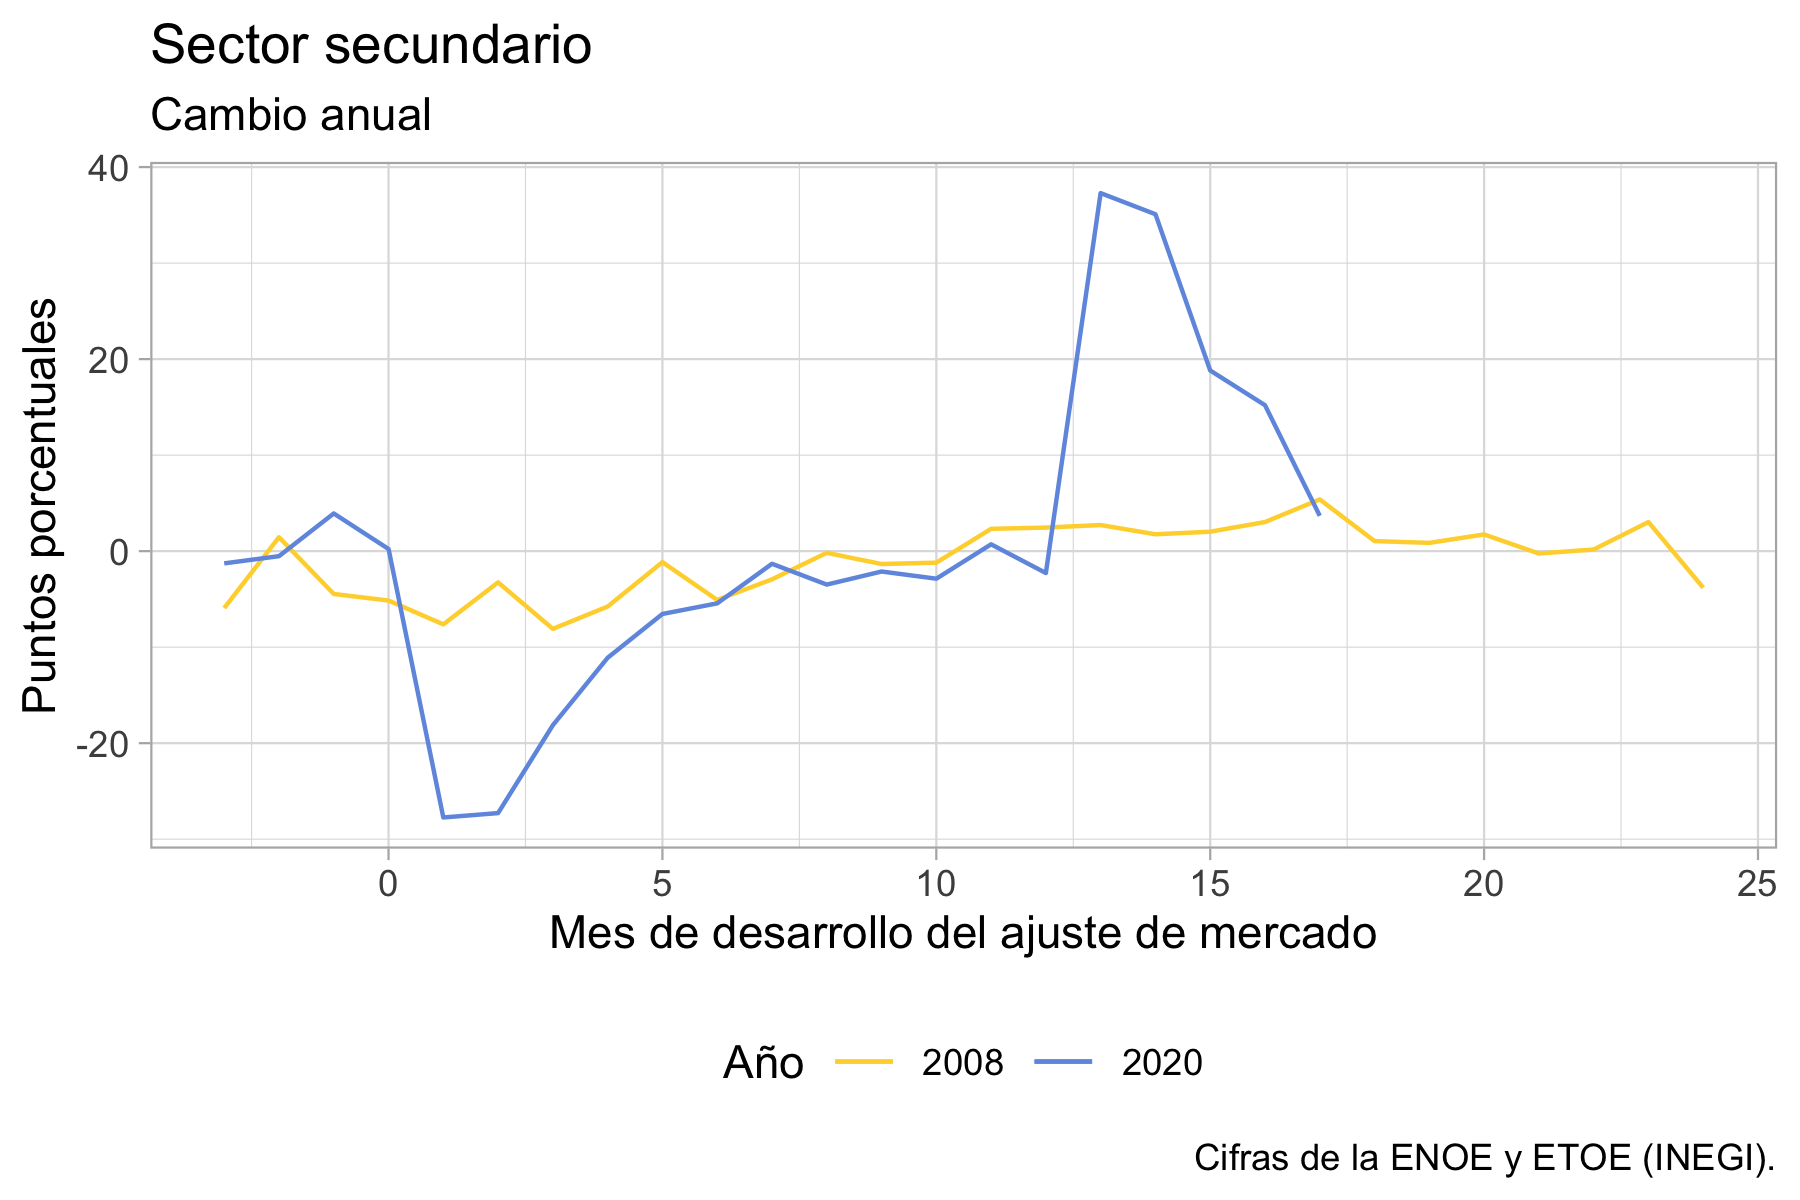 Sector secundario
Cambio anual
40
20
0
-20
Puntos porcentuales
0 5 10 15 20 25
Mes de desarrollo del ajuste de mercado
Año 2008 2020
Cifras de la ENOE y ETOE (INEGI).